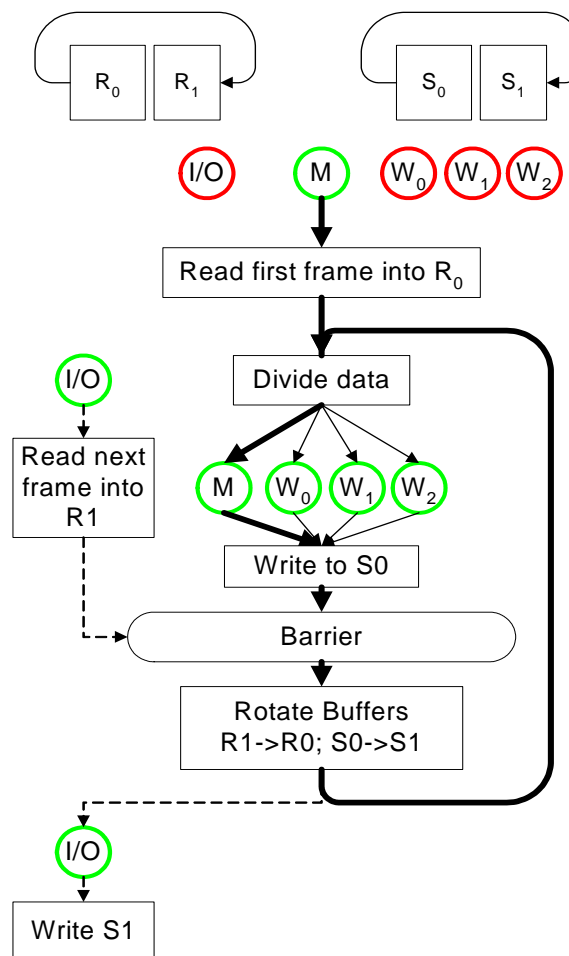 R₀ R₁ S₀ S₁
I/O M W₀ W₁ W₂
Read first frame into R₀
Divide data
I/O
Read next
frame into
R1
M W₀ W₁ W₂
Write to S0
Barrier
Rotate Buffers
R1->R0; S0->S1
I/O
Write S1